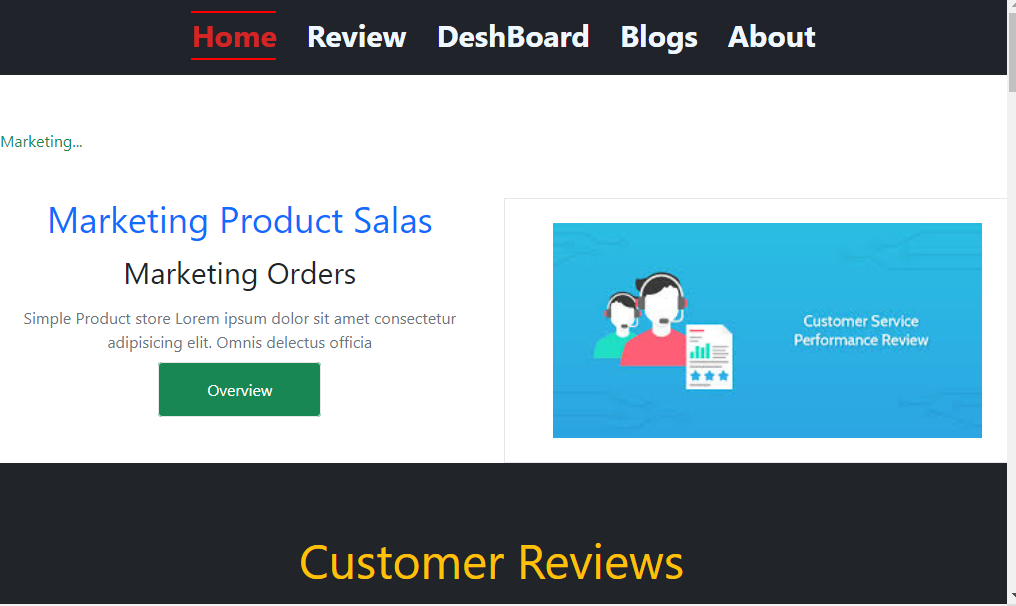 Home Review DeshBoard Blogs About
Marketing...
Marketing Product Salas
Marketing Orders
Simple Product store Lorem ipsum dolor sit amet consectetur
adipisicing elit. Omnis delectus officia
Overview
Customer Service
Performance Review
Customer Reviews